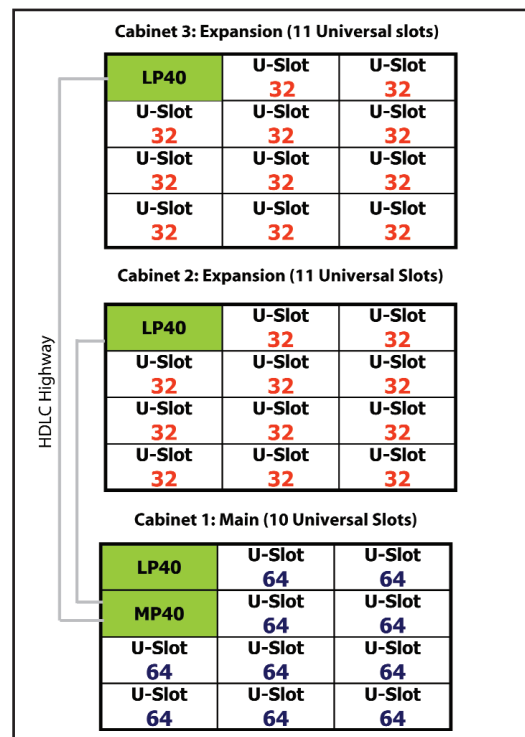 Cabinet 3: Expansion (11 Universal slots)
LP40 U-Slot U-Slot
32 32
U-Slot U-Slot U-Slot
32 32 32
U-Slot U-Slot U-Slot
32 32 32
U-Slot U-Slot U-Slot
32 32 32
Cabinet 2: Expansion (11 Universal Slots)
LP40 U-Slot U-Slot
32 32
U-Slot U-Slot U-Slot
32 32 32
U-Slot U-Slot U-Slot
32 32 32
U-Slot U-Slot U-Slot
32 32 32
HDLC Highway
Cabinet 1: Main (10 Universal Slots)
LP40 U-Slot U-Slot
64 64
MP40 U-Slot U-Slot
64 64
U-Slot U-Slot U-Slot
64 64 64
U-Slot U-Slot U-Slot
64 64 64